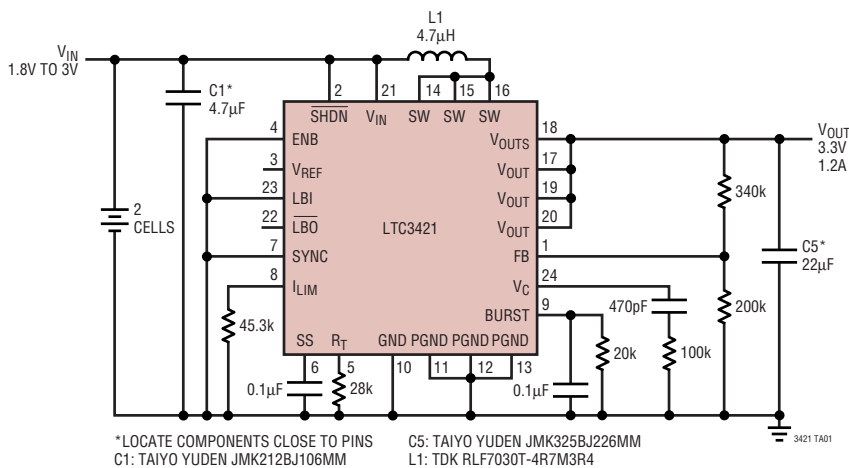 L1
4.7µH
VIN
1.8V TO 3V
C1*
4.7µF
2 21 14 15 16
SHDN VIN SW SW SW
4 ENB
3 VREF
23 LBI
22 LBO
7 SYNC
8 ILIM
LTC3421
VOUTS 18
VOUT 17
VOUT 19
VOUT 20
FB 1
VC 24
BURST 9
VOUT
3.3V
1.2A
340k
C5*
22µF
200k
470pF
100k
20k
0.1µF
2
CELLS
45.3k
SS RT GND PGND PGND PGND
6 5 10 11 12 13
0.1µF
28k
*LOCATE COMPONENTS CLOSE TO PINS
C1: TAIYO YUDEN JMK212BJ106MM
C5: TAIYO YUDEN JMK325BJ226MM
L1: TDK RLF7030T-4R7M3R4
3421 TA01